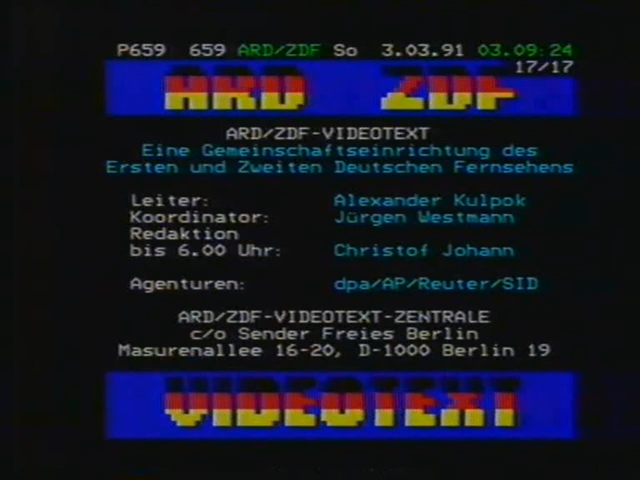 P659 659 ARD/ZDF So 3.03.91 03.09:24
17/17
ARD ZDF
ARD/ZDF-VIDEOTEXT
Eine Gemeinschaftseinrichtung des
Ersten und Zweiten Deutschen Fernsehens
Leiter: Alexander Kulpok
Koordinator: Jürgen Westmann
Redaktion
bis 6.00 Uhr: Christof Johann
Agenturen: dpa/AP/Reuter/SID
ARD/ZDF-VIDEOTEXT-ZENTRALE
c/o Sender Freies Berlin
Masurenallee 16-20, D-1000 Berlin 19
VIDEOTEXT